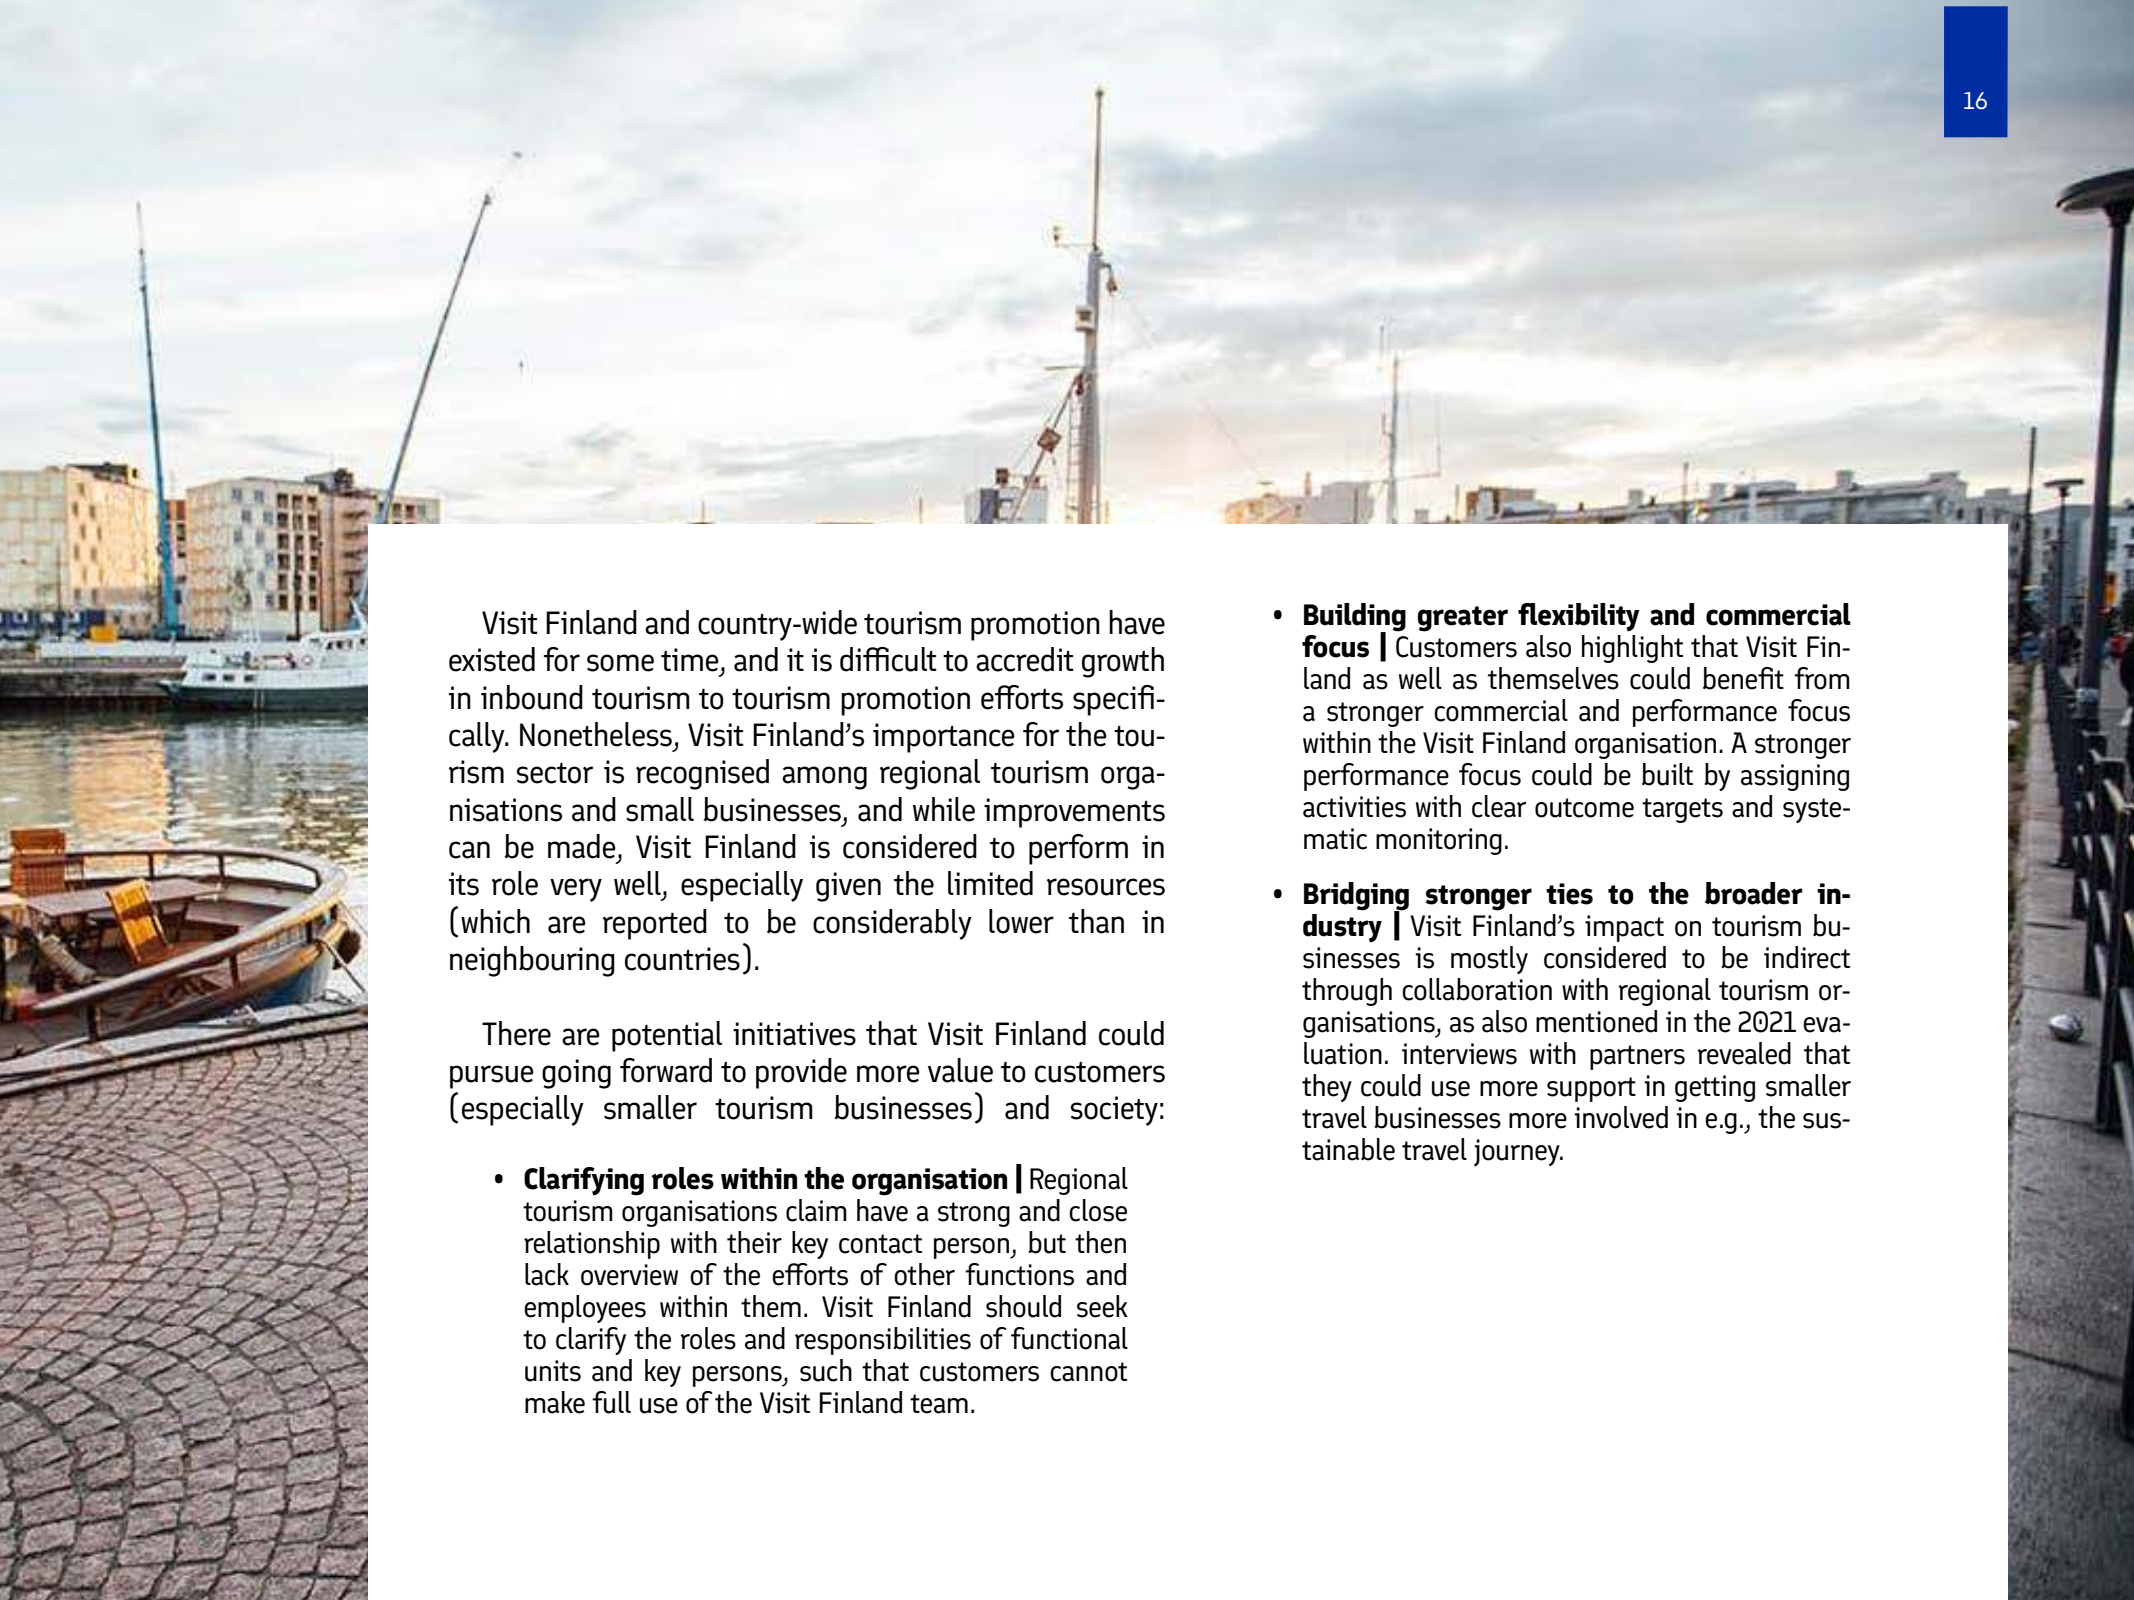 16
Visit Finland and country-wide tourism promotion have
existed for some time, and it is difficult to accredit growth
in inbound tourism to tourism promotion efforts specifi-
cally. Nonetheless, Visit Finland’s importance for the tou-
rism sector is recognised among regional tourism orga-
nisations and small businesses, and while improvements
can be made, Visit Finland is considered to perform in
its role very well, especially given the limited resources
(which are reported to be considerably lower than in
neighbouring countries).
There are potential initiatives that Visit Finland could
pursue going forward to provide more value to customers
(especially smaller tourism businesses) and society:
• Clarifying roles within the organisation | Regional
tourism organisations claim have a strong and close
relationship with their key contact person, but then
lack overview of the efforts of other functions and
employees within them. Visit Finland should seek
to clarify the roles and responsibilities of functional
units and key persons, such that customers cannot
make full use of the Visit Finland team.
• Building greater flexibility and commercial
focus | Customers also highlight that Visit Fin-
land as well as themselves could benefit from
a stronger commercial and performance focus
within the Visit Finland organisation. A stronger
performance focus could be built by assigning
activities with clear outcome targets and syste-
matic monitoring.
• Bridging stronger ties to the broader in-
dustry | Visit Finland’s impact on tourism bu-
sinesses is mostly considered to be indirect
through collaboration with regional tourism or-
ganisations, as also mentioned in the 2021 eva-
luation. interviews with partners revealed that
they could use more support in getting smaller
travel businesses more involved in e.g., the sus-
tainable travel journey.